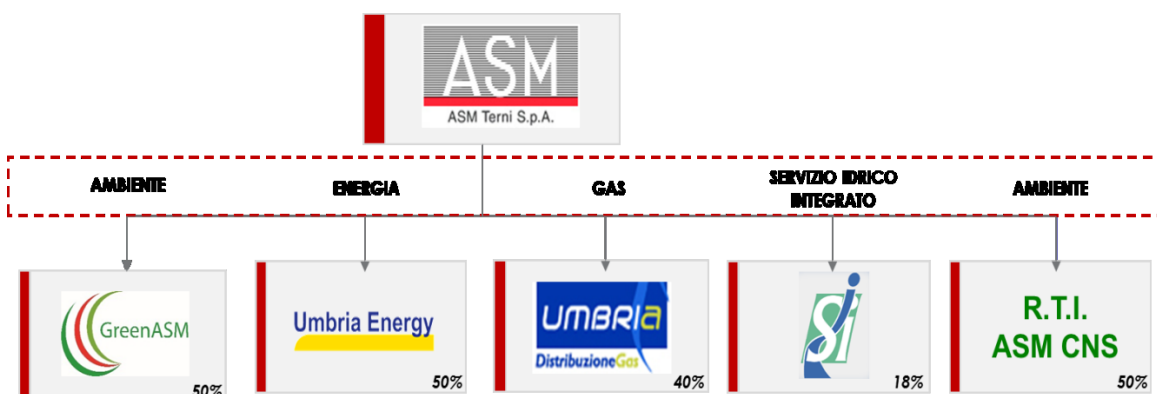 ASM
ASM Terni S.p.A.
AMBIENTE
ENERGIA
GAS
SERVIZIO IDRICO
INTEGRATO
AMBIENTE
GreenASM
50%
Umbria Energy
50%
UMBRIA
DistribuzioneGas
40%
Si
18%
R.T.I.
ASM CNS
50%